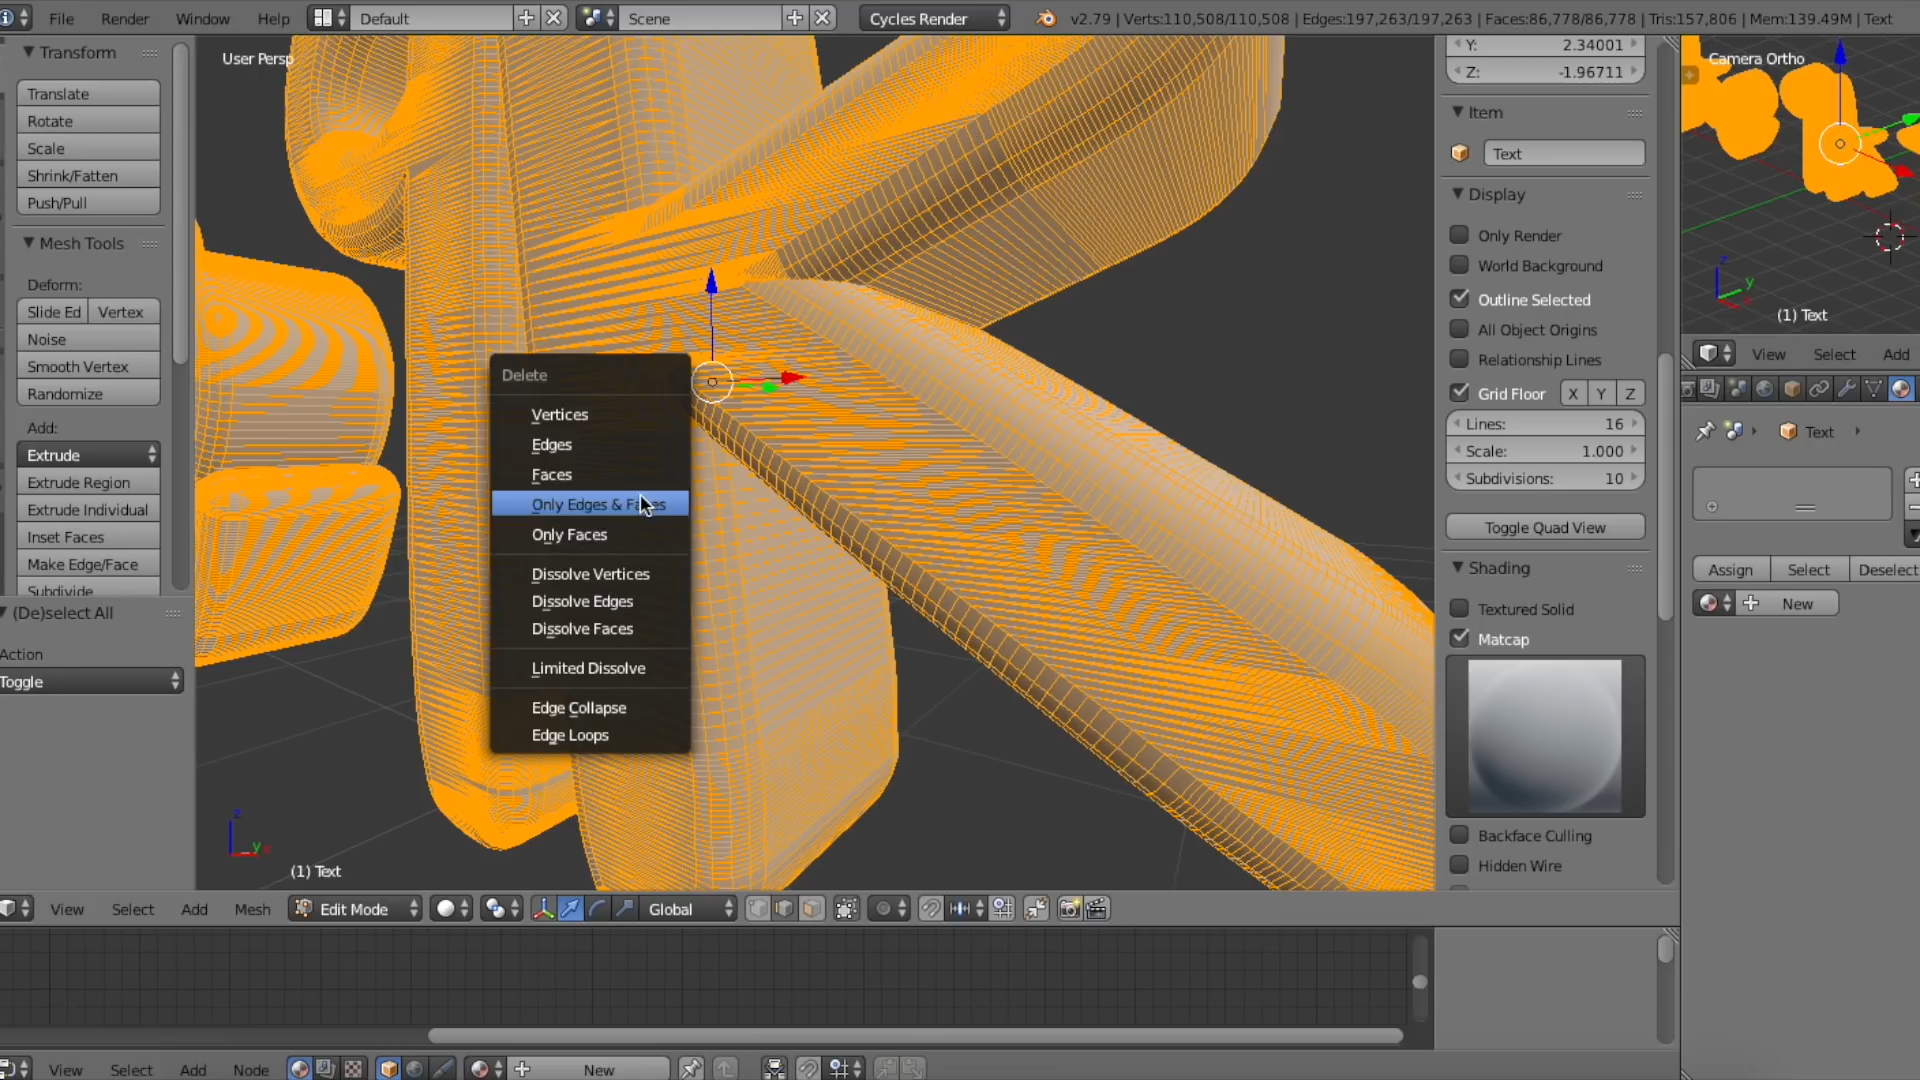 File Render Window Help Default Scene Cycles Render v2.79 | Verts:110,508/110,508 | Edges:197,263/197,263 | Faces:86,778/86,778 | Tris:157,806 | Mem:139.49M | Text
Transform
Translate
Rotate
Scale
Shrink/Fatten
Push/Pull
Mesh Tools
Deform:
Slide Ed Vertex
Noise
Smooth Vertex
Randomize
Add:
Extrude
Extrude Region
Extrude Individual
Inset Faces
Make Edge/Face
Subdivide
(De)select All
Action
Toggle
User Persp
Delete
Vertices
Edges
Faces
Only Edges & Faces
Only Faces
Dissolve Vertices
Dissolve Edges
Dissolve Faces
Limited Dissolve
Edge Collapse
Edge Loops
z
y
(1) Text
Y: 2.34001
Z: -1.96711
Item
Text
Display
Only Render
World Background
Outline Selected
All Object Origins
Relationship Lines
Grid Floor X Y Z
Lines: 16
Scale: 1.000
Subdivisions: 10
Toggle Quad View
Shading
Textured Solid
Matcap
Backface Culling
Hidden Wire
Camera Ortho
z
y
(1) Text
View Select Add
Text
Assign Select Deselect
New
View Select Add Mesh Edit Mode Global
View Select Add Node New